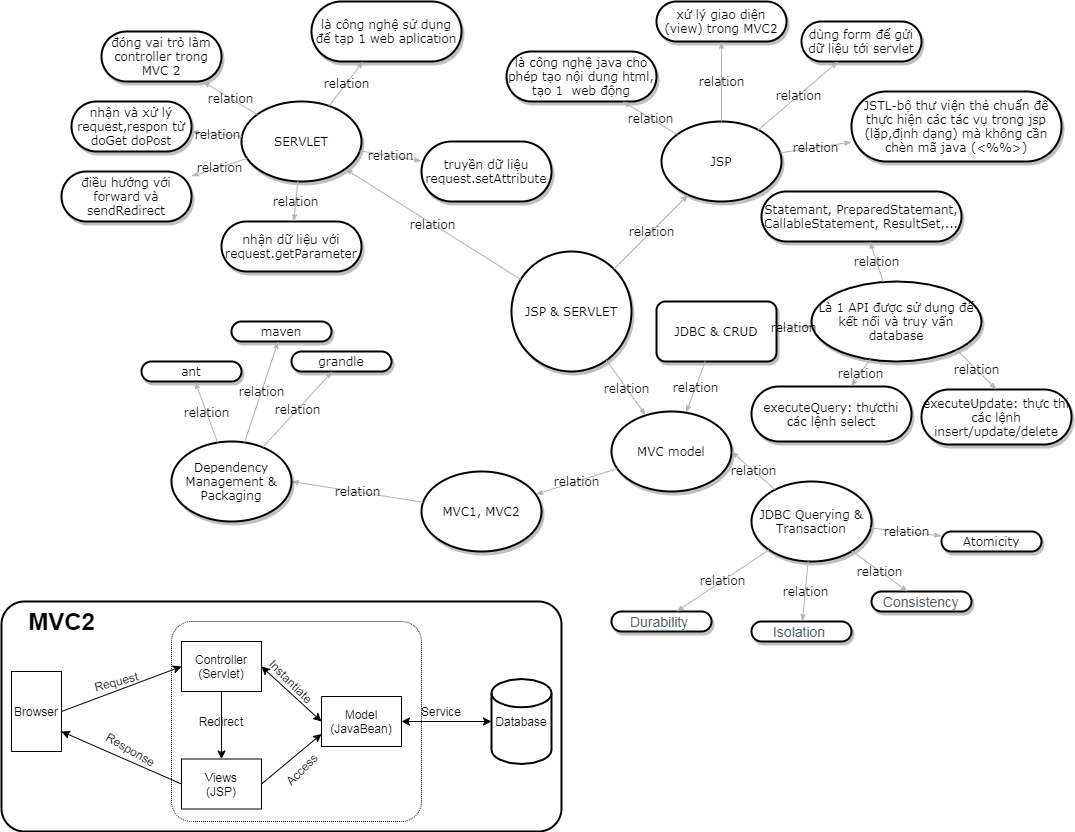 đóng vai trò làm
controller trong
MVC 2
là công nghệ sử dụng
để tạp 1 web aplication
xử lý giao diện
(view) trong MVC2
dùng form để gửi
dữ liệu tới servlet
là công nghệ java cho
phép tạo nội dung html,
tạo 1  web động
relation
relation
relation
relation
relation
nhận và xử lý
request,respon từ
doGet doPost
relation
SERVLET
relation
JSP
relation
JSTL-bộ thư viện thẻ chuẩn để
thực hiện các tác vụ trong jsp
(lặp,định dạng) mà không cần
chèn mã java (<%%>)
relation
truyền dữ liệu
request.setAttribute
điều hướng với
forward và
sendRedirect
relation
relation
relation
nhận dữ liệu với
request.getParameter
Statemant, PreparedStatemant,
CallableStatement, ResultSet,...
relation
JSP & SERVLET
JDBC & CRUD
relation
Là 1 API được sử dụng để
kết nối và truy vấn
database
maven
ant
grandle
relation
relation
relation
relation
relation
relation
relation
executeQuery: thựcthi
các lệnh select
executeUpdate: thực thi
các lệnh
insert/update/delete
MVC model
Dependency
Management &
Packaging
relation
relation
relation
MVC1, MVC2
JDBC Querying &
Transaction
relation
Atomicity
relation
relation
relation
Consistency
Durability
Isolation
MVC2
Controller
(Servlet)
Request
Instantiate
Browser
Redirect
Model
(JavaBean)
Service
Database
Response
Access
Views
(JSP)